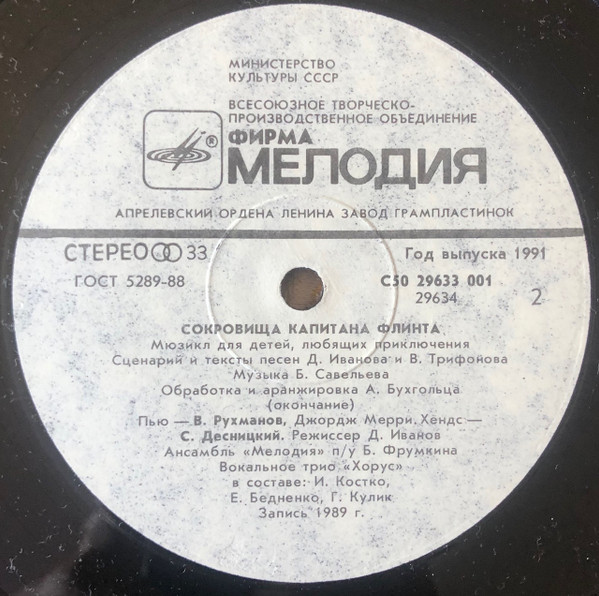 МИНИСТЕРСТВО
КУЛЬТУРЫ СССР
ВСЕСОЮЗНОЕ ТВОРЧЕСКО-
ПРОИЗВОДСТВЕННОЕ ОБЪЕДИНЕНИЕ
ФИРМА
®
МЕЛОДИЯ
АПРЕЛЕВСКИЙ ОРДЕНА ЛЕНИНА ЗАВОД ГРАМПЛАСТИНОК
СТЕРЕО 33
Год выпуска 1991
ГОСТ 5289-88
С50 29633 001
29634
2
СОКРОВИЩА КАПИТАНА ФЛИНТА
Мюзикл для детей, любящих приключения
Сценарий и тексты песен Д. Иванова и В. Трифонова
Музыка Б. Савельева
Обработка и аранжировка А. Бухгольца
(окончание)
Пью — В. Рухманов, Джордж Мерри. Хендс —
С. Десницкий. Режиссер Д. Иванов
Ансамбль «Мелодия» п/у Б. Фрумкина
Вокальное трио «Хорус»
в составе: И. Костко,
Е. Бедненко, Г. Кулик
Запись 1989 г.